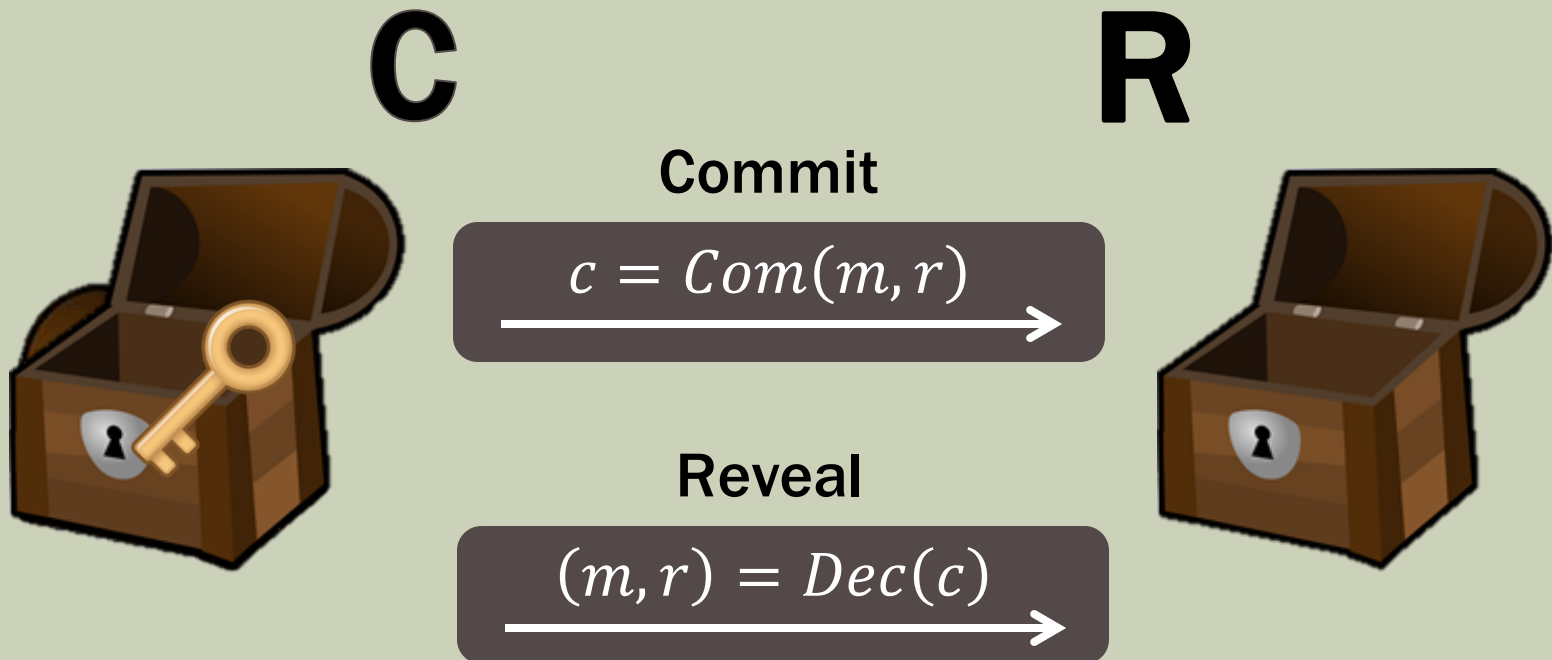 C
R
Commit
c = Com(m, r)
Reveal
(m, r) = Dec(c)